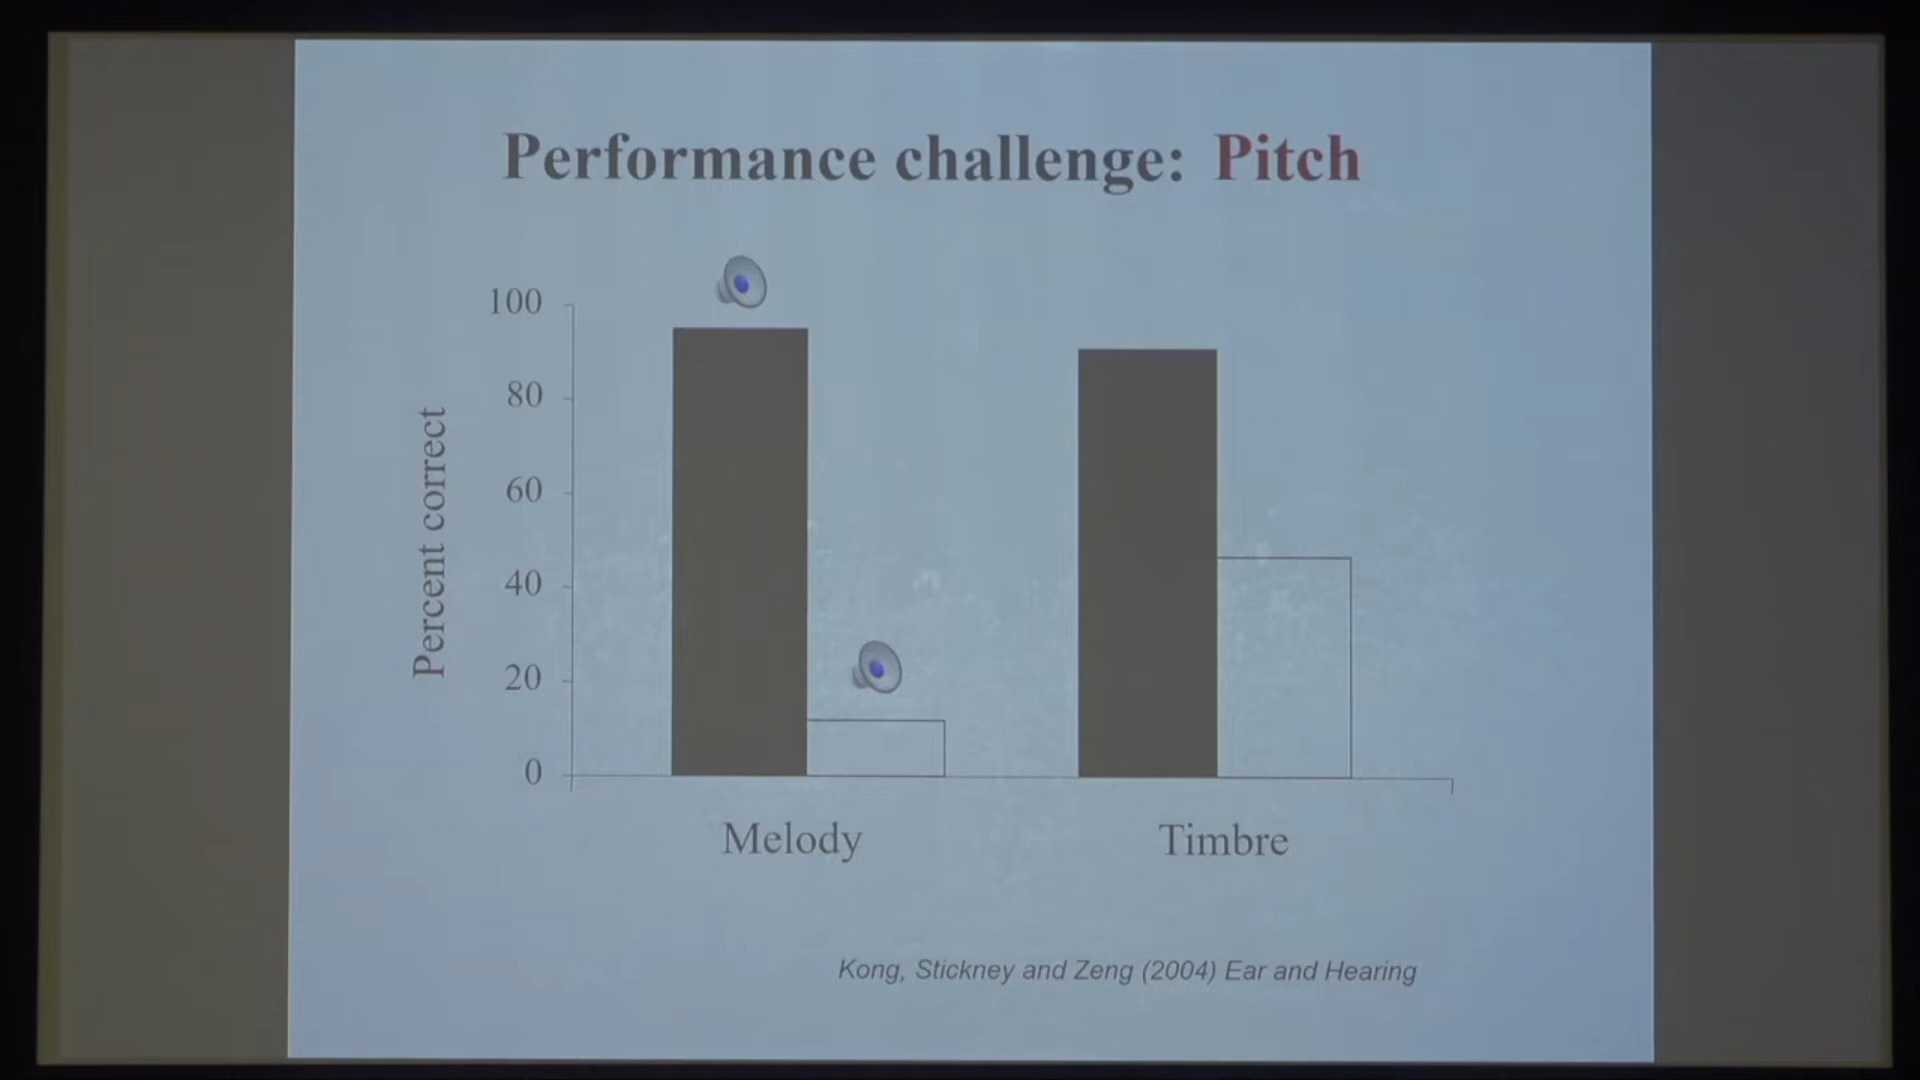 Performance challenge: Pitch
100
80
60
40
20
0
Percent correct
Melody
Timbre
Kong, Stickney and Zeng (2004) Ear and Hearing